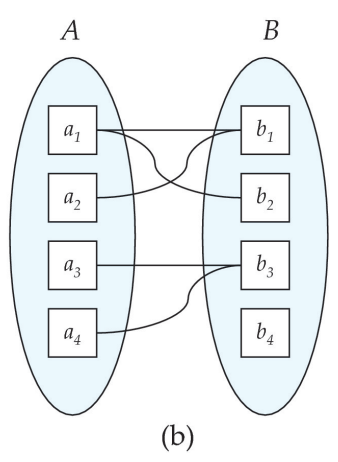 A B
a₁ b₁
a₂ b₂
a₃ b₃
a₄ b₄
(b)